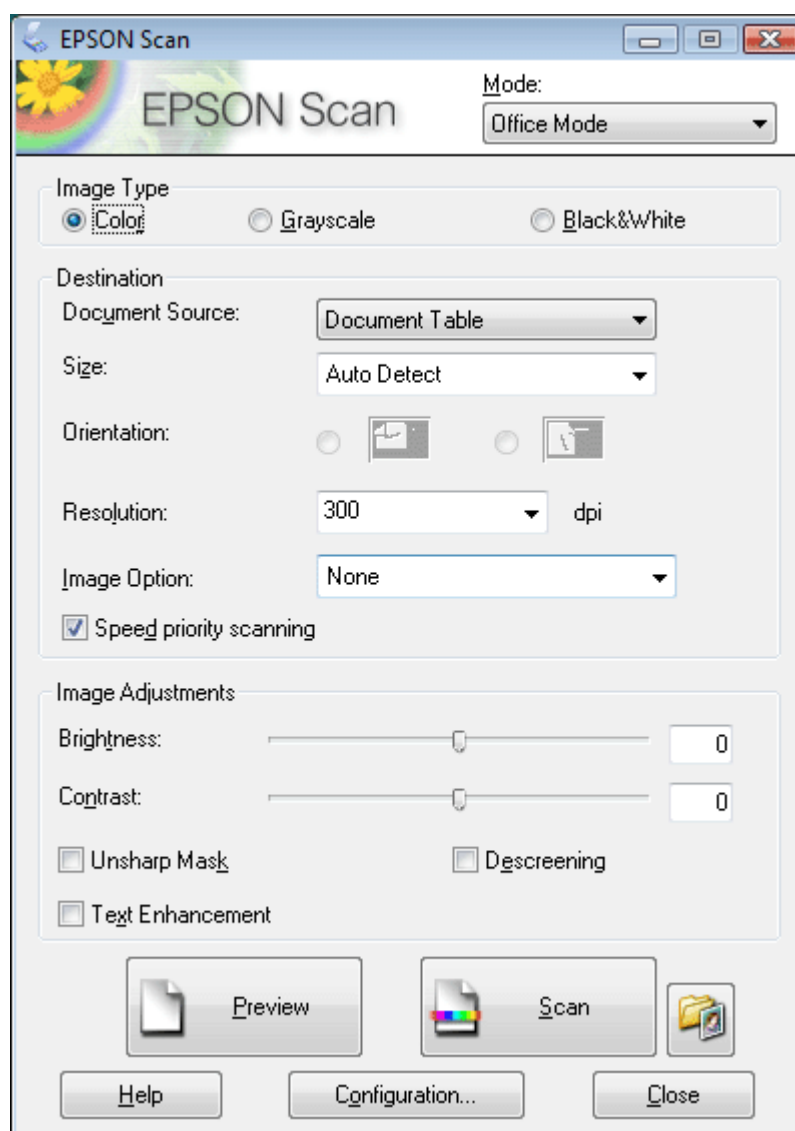 EPSON Scan
EPSON Scan
Mode:
Office Mode
Image Type
Color
Grayscale
Black&White
Destination
Document Source:
Document Table
Size:
Auto Detect
Orientation:
Resolution:
300
dpi
Image Option:
None
Speed priority scanning
Image Adjustments
Brightness:
0
Contrast:
0
Unsharp Mask
Descreening
Text Enhancement
Preview
Scan
Help
Configuration...
Close